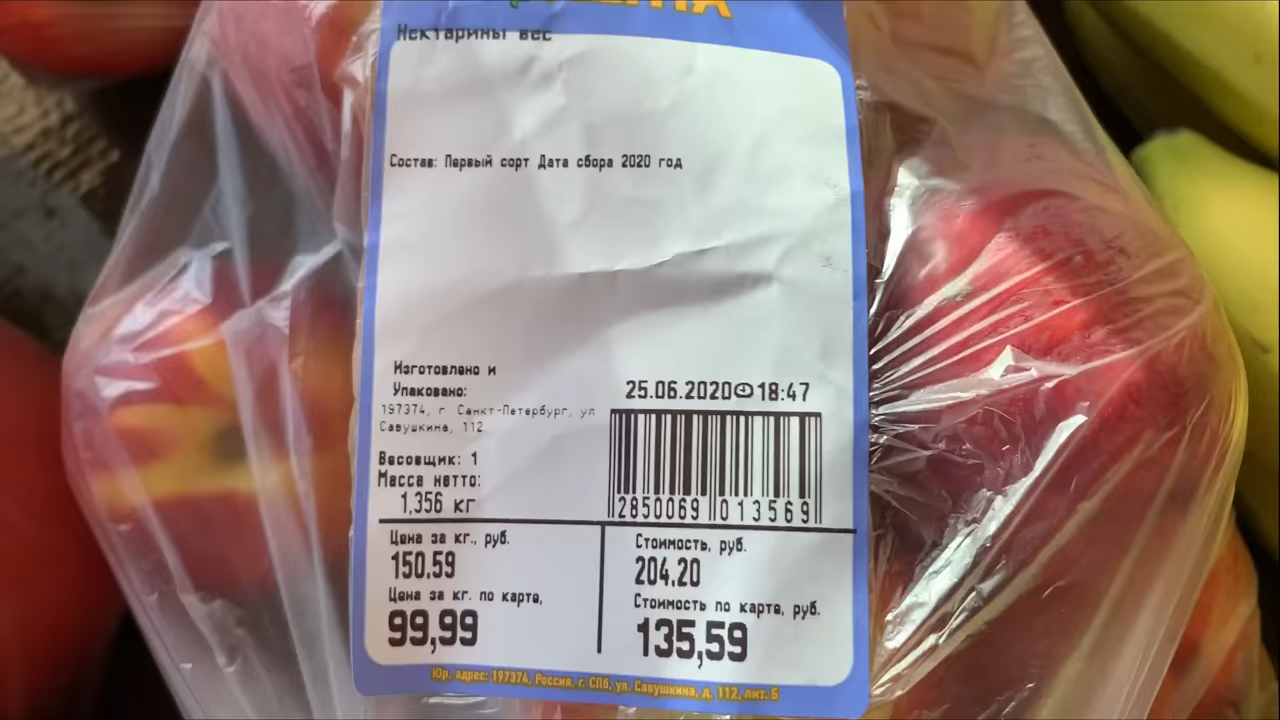 Нектарины вес
Состав: Первый сорт Дата сбора 2020 год
Изготовлено и
Упаковано:
197374, г. Санкт-Петербург, ул
Савушкина, 112
25.06.2020 18:47
Весовщик: 1
Масса нетто:
1,356 кг
2850069 013569
Цена за кг., руб.
150.59
Цена за кг. по карте,
99,99
Стоимость, руб.
204.20
Стоимость по карте, руб.
135,59
Юр. адрес: 197374, Россия, г. СПб, ул. Савушкина, д. 112, лит. Б